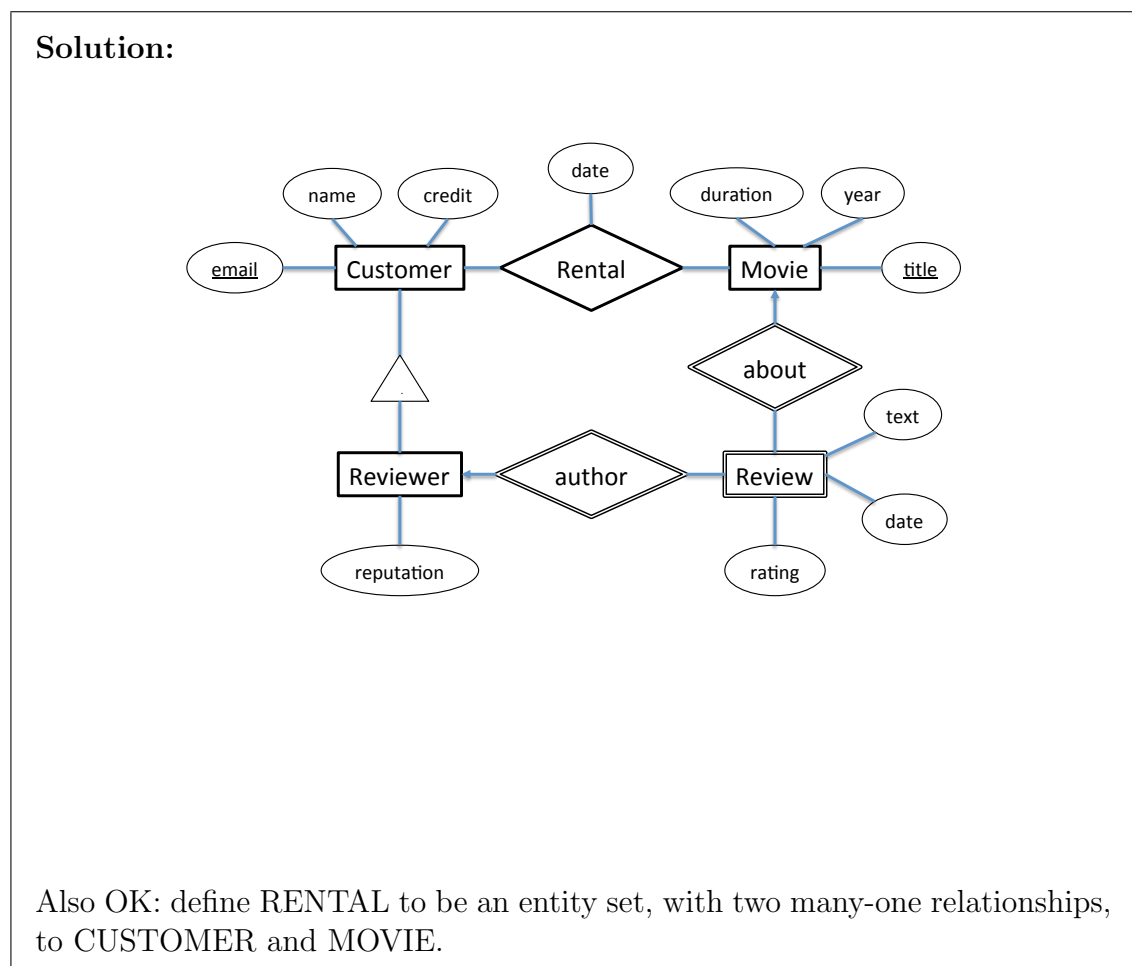 Solution:
date
name
credit
duration
year
email
Customer
Rental
Movie
title
about
text
Reviewer
author
Review
date
reputation
rating
Also OK: define RENTAL to be an entity set, with two many-one relationships,
to CUSTOMER and MOVIE.